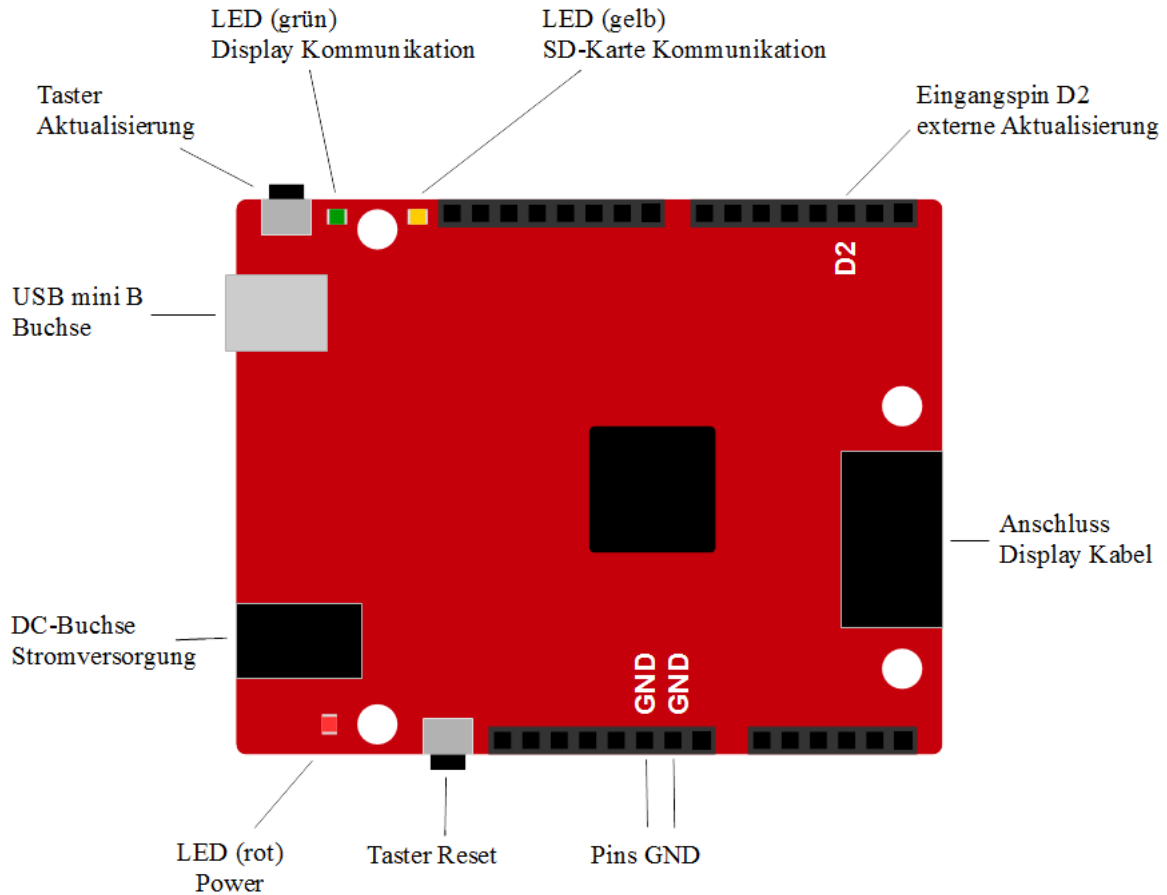 LED (grün)
Display Kommunikation
LED (gelb)
SD-Karte Kommunikation
Taster
Aktualisierung
Eingangspin D2
externe Aktualisierung
D2
USB mini B
Buchse
Anschluss
Display Kabel
DC-Buchse
Stromversorgung
GND
GND
LED (rot)
Power
Taster Reset
Pins GND